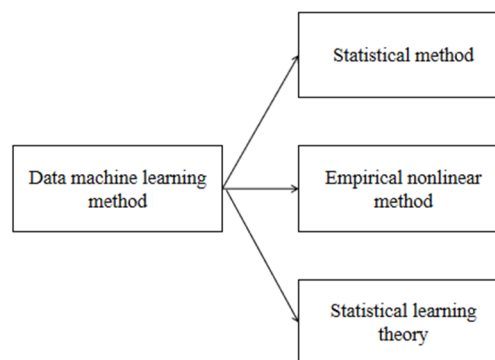 Statistical method
Data machine learning
method
Empirical nonlinear
method
Statistical learning
theory